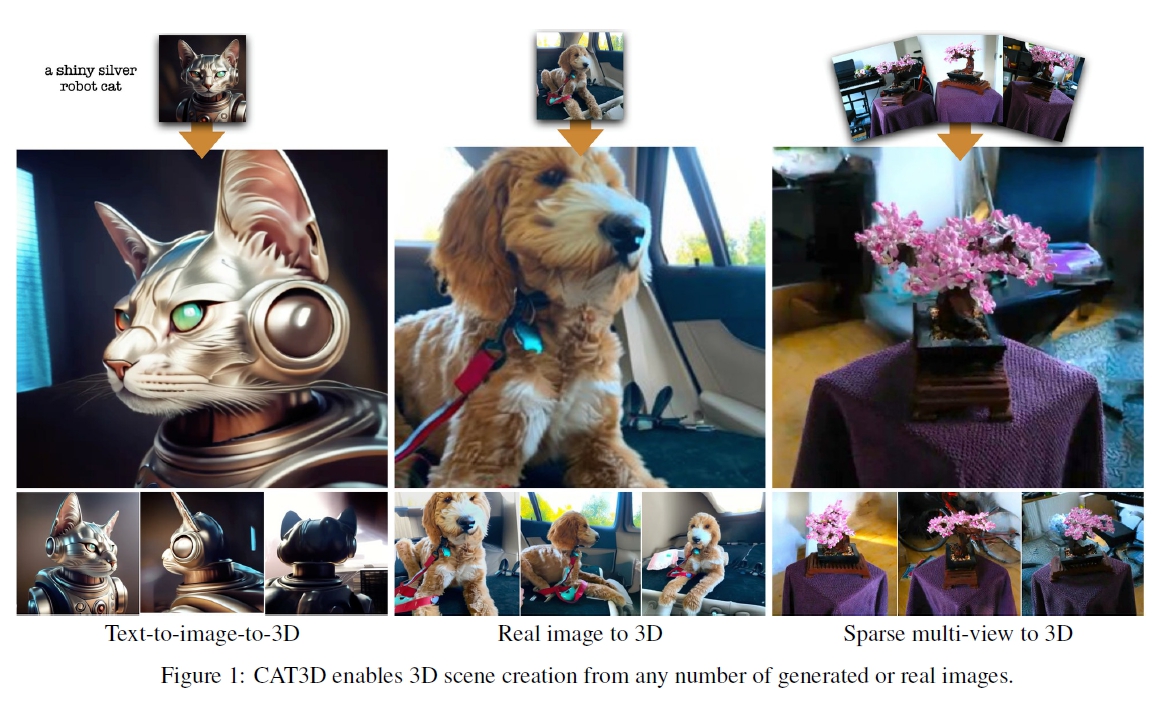 a shiny silver
robot cat
Text-to-image-to-3D
Real image to 3D
Sparse multi-view to 3D
Figure 1: CAT3D enables 3D scene creation from any number of generated or real images.